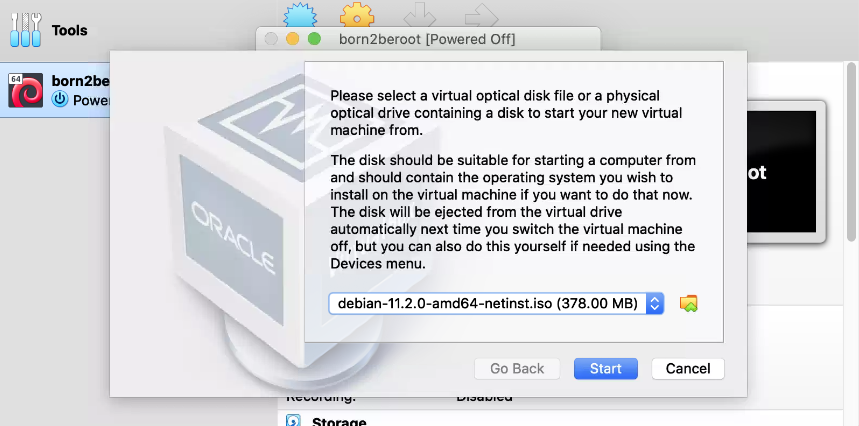 Tools
born2beroot [Powered Off]
64
born2be
Power
Please select a virtual optical disk file or a physical
optical drive containing a disk to start your new virtual
machine from.
The disk should be suitable for starting a computer from
and should contain the operating system you wish to
install on the virtual machine if you want to do that now.
The disk will be ejected from the virtual drive
automatically next time you switch the virtual machine
off, but you can also do this yourself if needed using the
Devices menu.
ORACLE
ot
debian-11.2.0-amd64-netinst.iso (378.00 MB)
Go Back
Start
Cancel
Recording:
Disabled
Storage